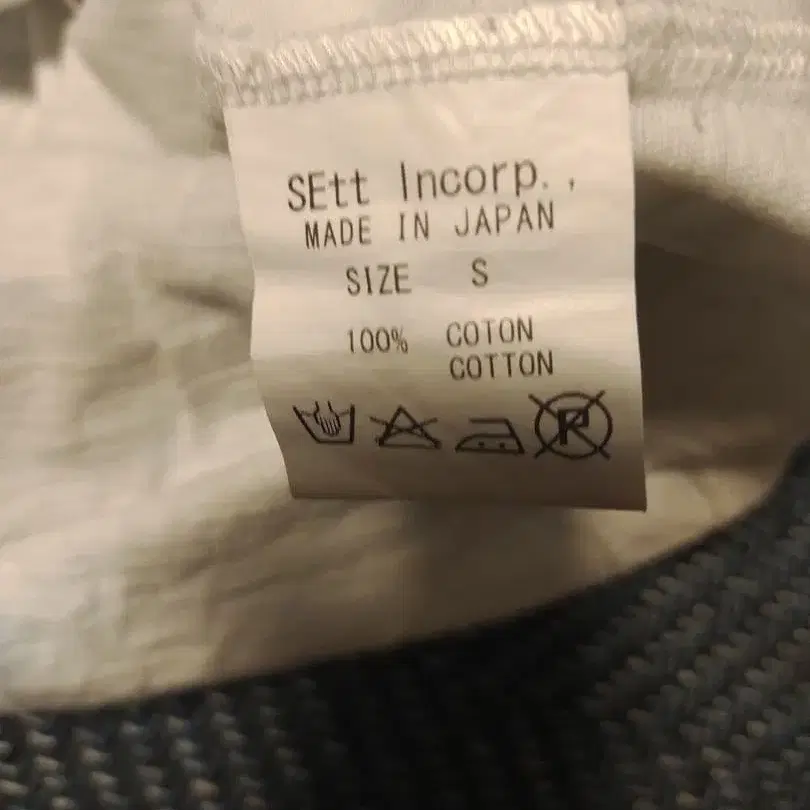 SEtt Incorp.,
MADE IN JAPAN
SIZE S
100% COTON
COTTON
P